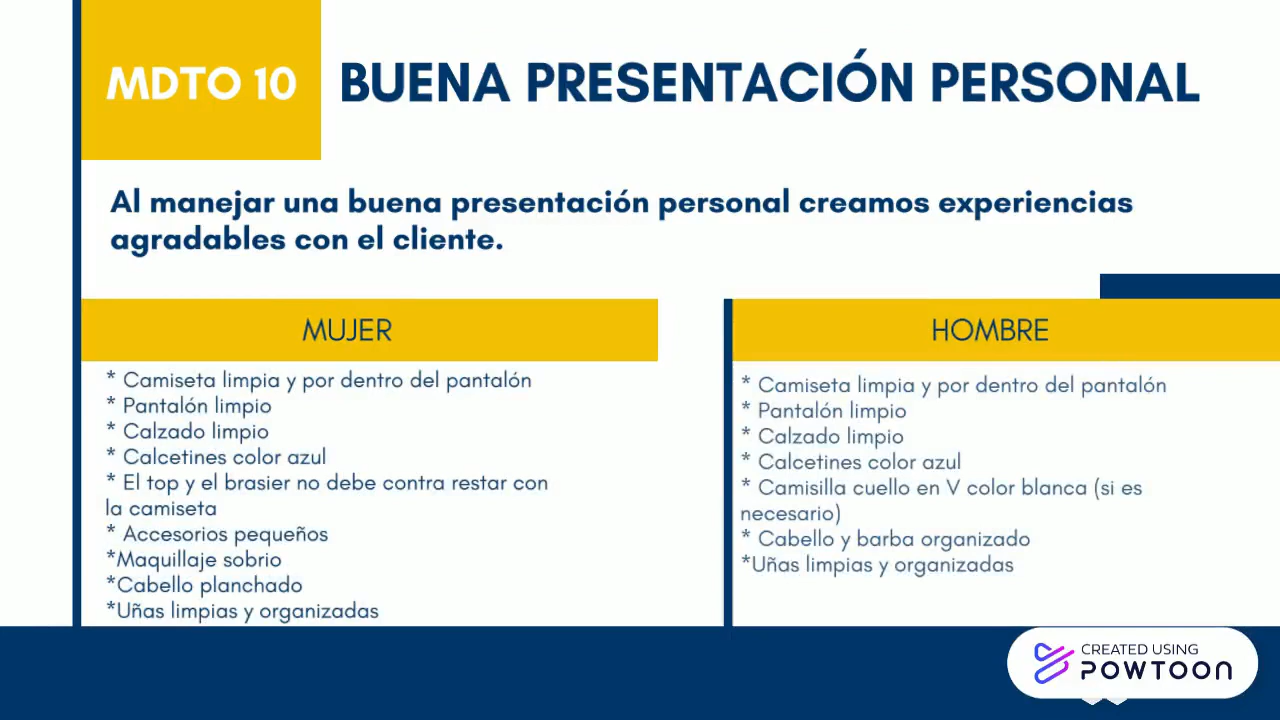 MDTO 10
BUENA PRESENTACIÓN PERSONAL
Al manejar una buena presentación personal creamos experiencias
agradables con el cliente.
MUJER
* Camiseta limpia y por dentro del pantalón
* Pantalón limpio
* Calzado limpio
* Calcetines color azul
* El top y el brasier no debe contra restar con
la camiseta
* Accesorios pequeños
*Maquillaje sobrio
*Cabello planchado
*Uñas limpias y organizadas
HOMBRE
* Camiseta limpia y por dentro del pantalón
* Pantalón limpio
* Calzado limpio
* Calcetines color azul
* Camisilla cuello en V color blanca (si es
necesario)
* Cabello y barba organizado
*Uñas limpias y organizadas
CREATED USING
POWTOON